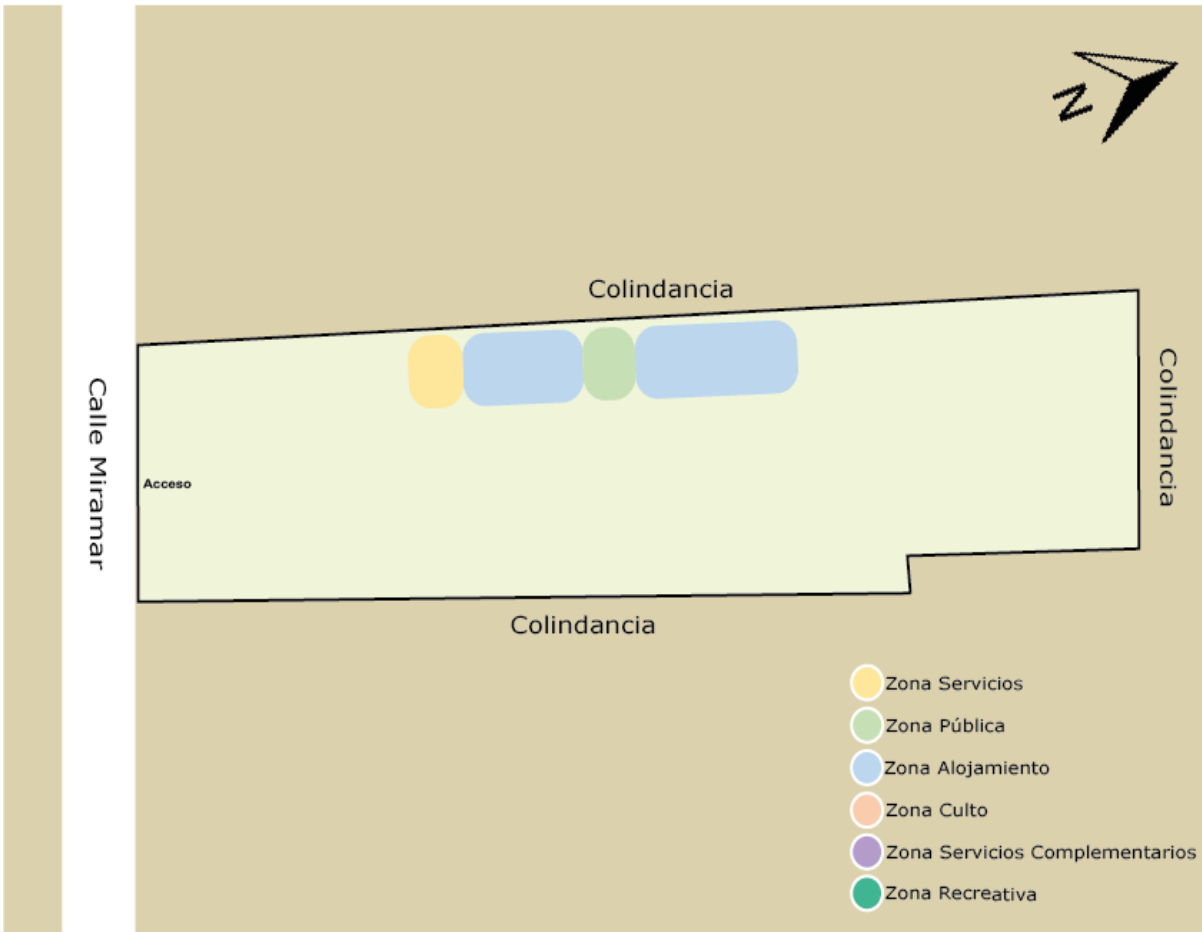 N
Colindancia
Colindancia
Calle Miramar
Acceso
Colindancia
Zona Servicios
Zona Pública
Zona Alojamiento
Zona Culto
Zona Servicios Complementarios
Zona Recreativa